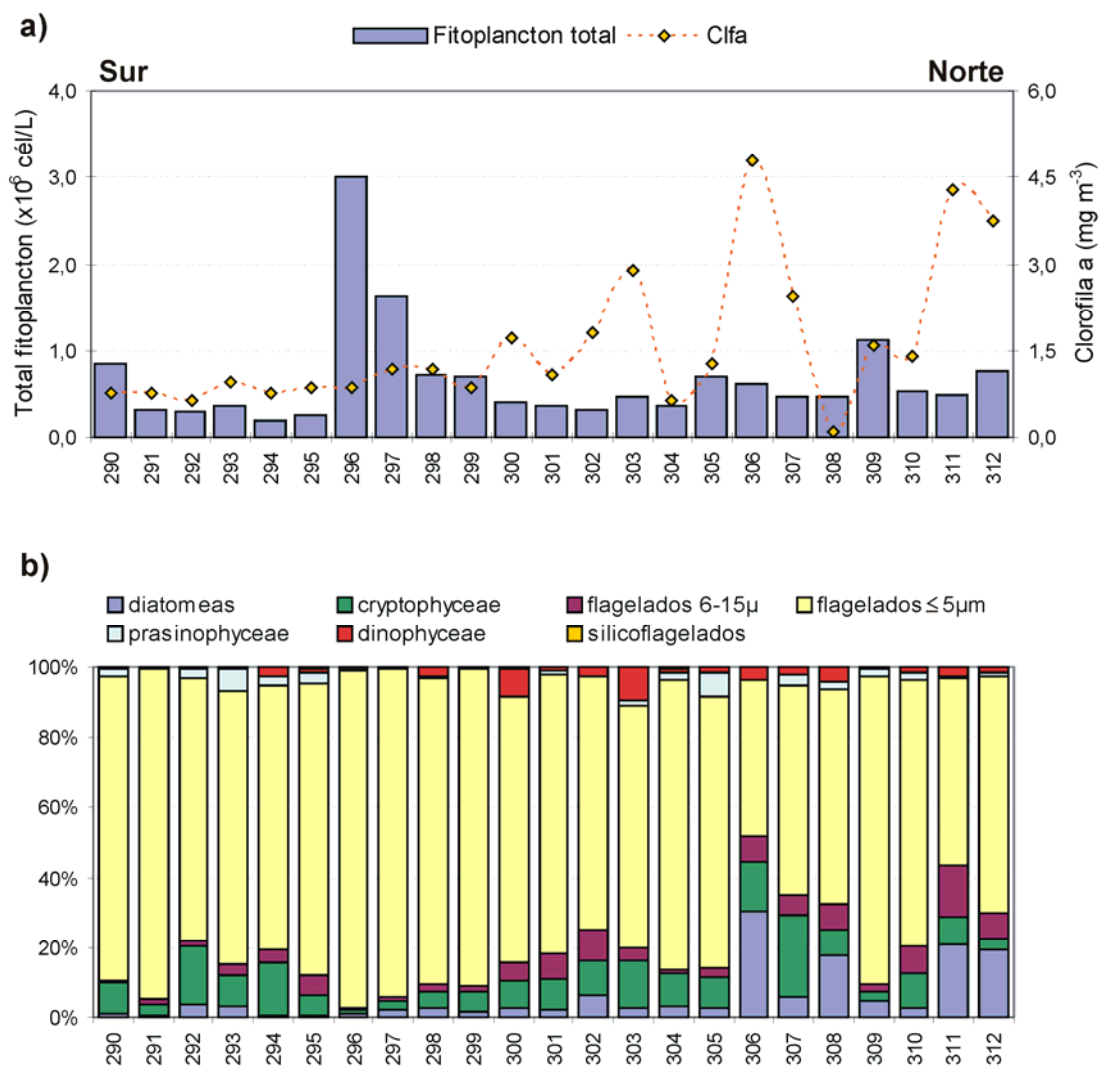 a)
Fitoplancton total Clfa
Sur Norte
Total fitoplancton (x10⁶ cél/L)
4,0
3,0
2,0
1,0
0,0
6,0
4,5
3,0
1,5
0,0
Clorofila a (mg m⁻³)
290 291 292 293 294 295 296 297 298 299 300 301 302 303 304 305 306 307 308 309 310 311 312
b)
diatomeas cryptophyceae flagelados 6-15µ flagelados ≤ 5µm
prasinophyceae dinophyceae silicoflagelados
100%
80%
60%
40%
20%
0%
290 291 292 293 294 295 296 297 298 299 300 301 302 303 304 305 306 307 308 309 310 311 312